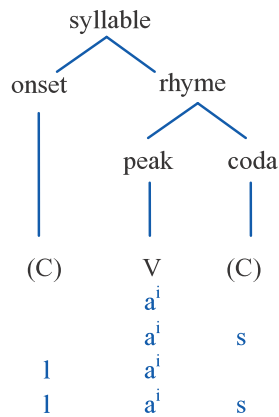 syllable
onset rhyme
peak coda
(C) V (C)
aⁱ
aⁱ s
l aⁱ
l aⁱ s